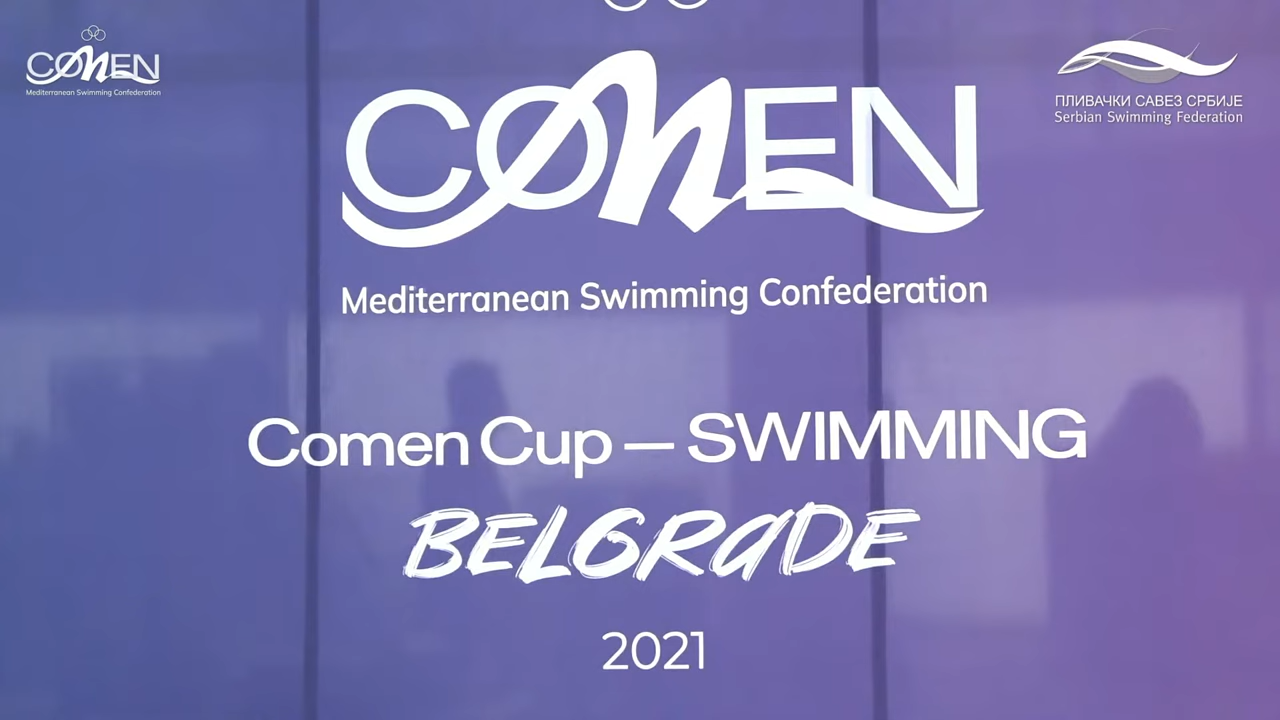 COMEN
Mediterranean Swimming Confederation
ПЛИВАЧКИ САВЕЗ СРБИЈЕ
Serbian Swimming Federation
COMEN
Mediterranean Swimming Confederation
Comen Cup — SWIMMING
BELGRADE
2021